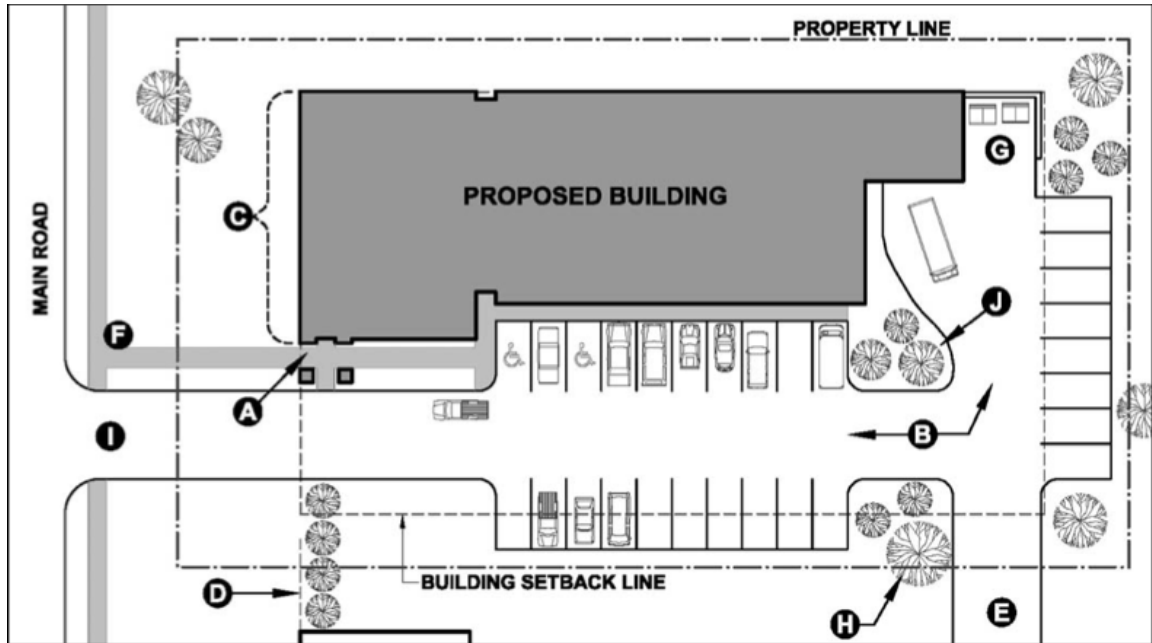 PROPERTY LINE
G
PROPOSED BUILDING
C
MAIN ROAD
J
F
A
B
I
BUILDING SETBACK LINE
D
H
E